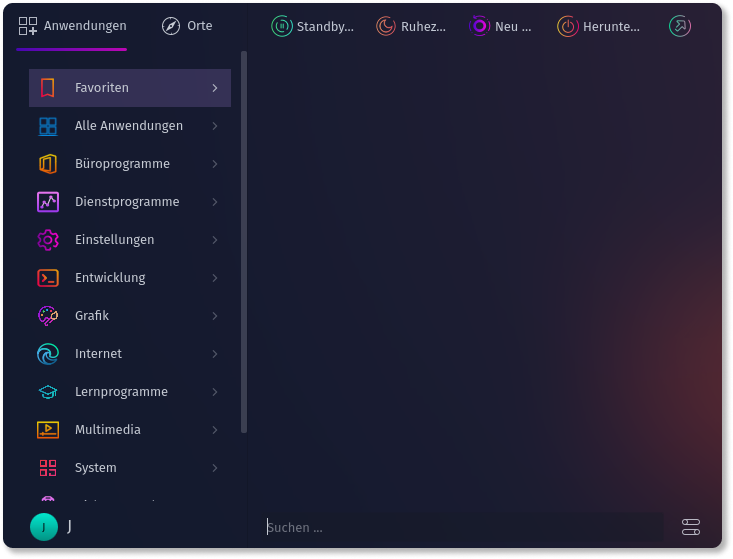 Anwendungen
Orte
Standby...
Ruhez...
Neu ...
Herunte...
Favoriten
Alle Anwendungen
Büroprogramme
Dienstprogramme
Einstellungen
Entwicklung
Grafik
Internet
Lernprogramme
Multimedia
System
J J
Suchen ...